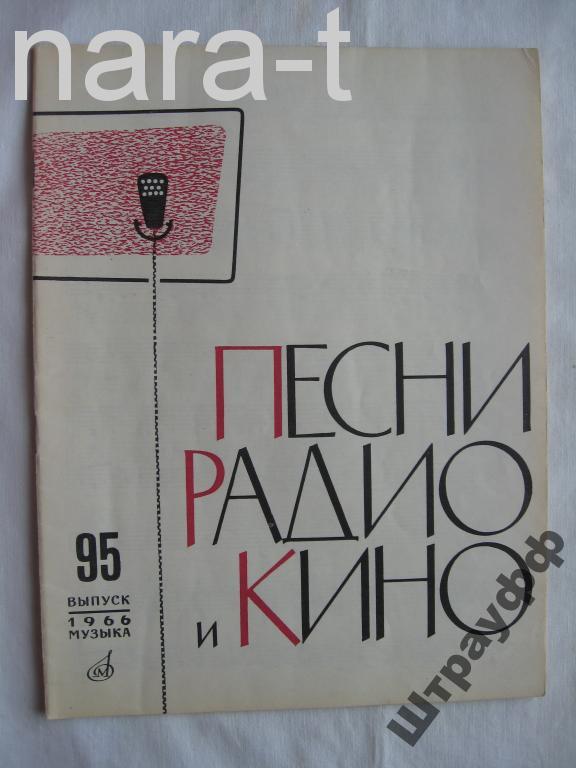 nara-t
ПЕСНИ
РАДИО
и КИНО
95
ВЫПУСК
1966
МУЗЫКА
Штрауфф